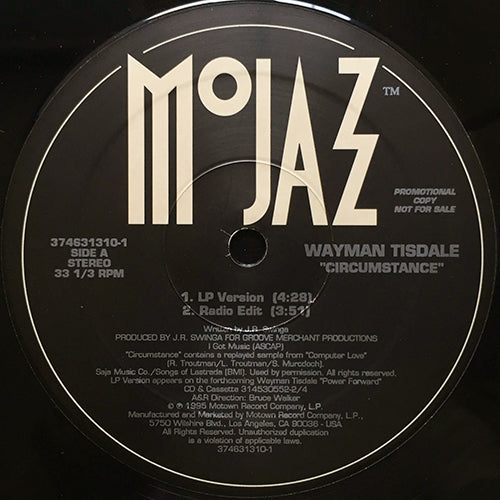 MoJAZZ™
PROMOTIONAL
COPY
NOT FOR SALE
374631310-1
SIDE A
STEREO
33 1/3 RPM
WAYMAN TISDALE
"CIRCUMSTANCE"
1. LP Version (4:28)
2. Radio Edit (3:51)
Written by J.R. Swinga
PRODUCED BY J.R. SWINGA FOR GROOVE MERCHANT PRODUCTIONS
I Got Music (ASCAP)
"Circumstance" contains a replayed sample from "Computer Love"
(R. Troutman/L. Troutman/S. Murdoch).
Saja Music Co./Songs of Lastrada (BMI). Used by permission. All rights reserved.
LP Version appears on the forthcoming Wayman Tisdale "Power Forward"
CD & Cassette 314530552-2/4
A&R Direction: Bruce Walker
© ℗ 1995 Motown Record Company, L.P.
Manufactured and Marketed by Motown Record Company, L.P.,
5750 Wilshire Blvd., Los Angeles, CA 90036 - USA
All Rights Reserved. Unauthorized duplication
is a violation of applicable laws.
374631310-1